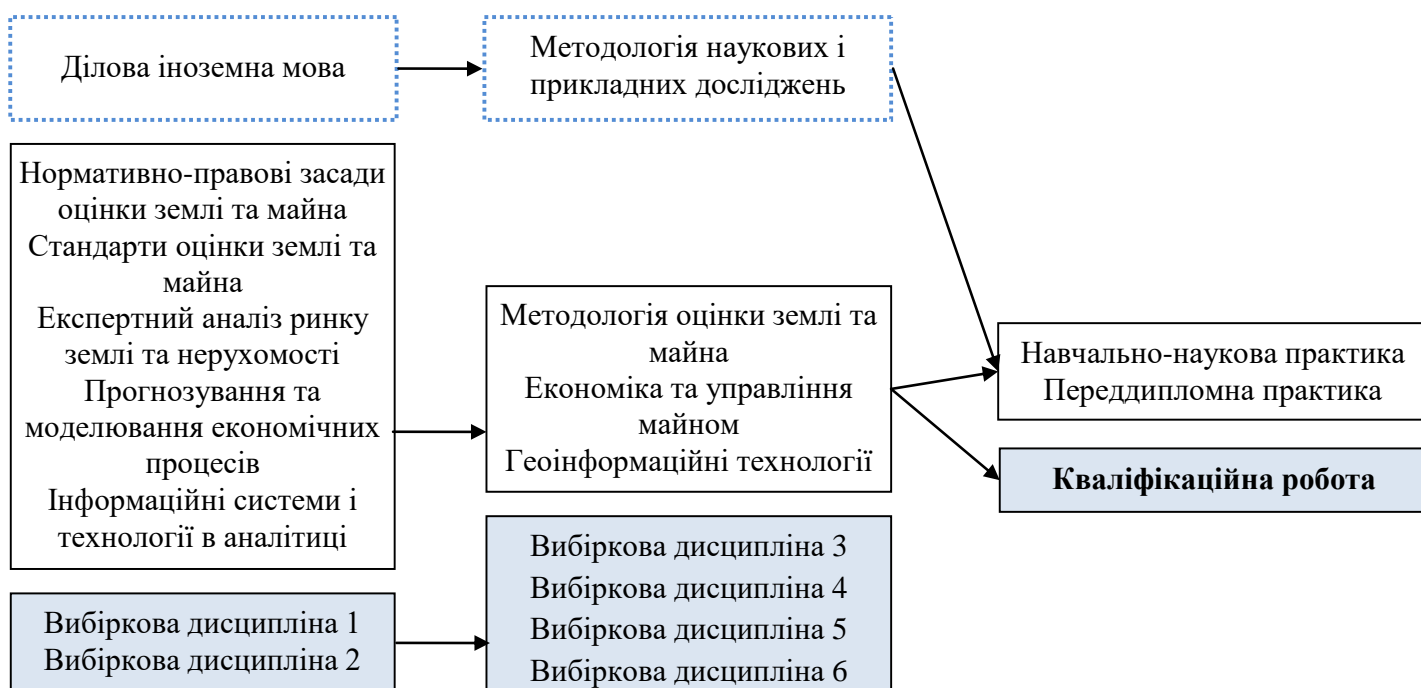 Ділова іноземна мова
Методологія наукових і
прикладних досліджень
Нормативно-правові засади
оцінки землі та майна
Стандарти оцінки землі та
майна
Експертний аналіз ринку
землі та нерухомості
Прогнозування та
моделювання економічних
процесів
Інформаційні системи і
технології в аналітиці
Методологія оцінки землі та
майна
Економіка та управління
майном
Геоінформаційні технології
Навчально-наукова практика
Переддипломна практика
Кваліфікаційна робота
Вибіркова дисципліна 1
Вибіркова дисципліна 2
Вибіркова дисципліна 3
Вибіркова дисципліна 4
Вибіркова дисципліна 5
Вибіркова дисципліна 6